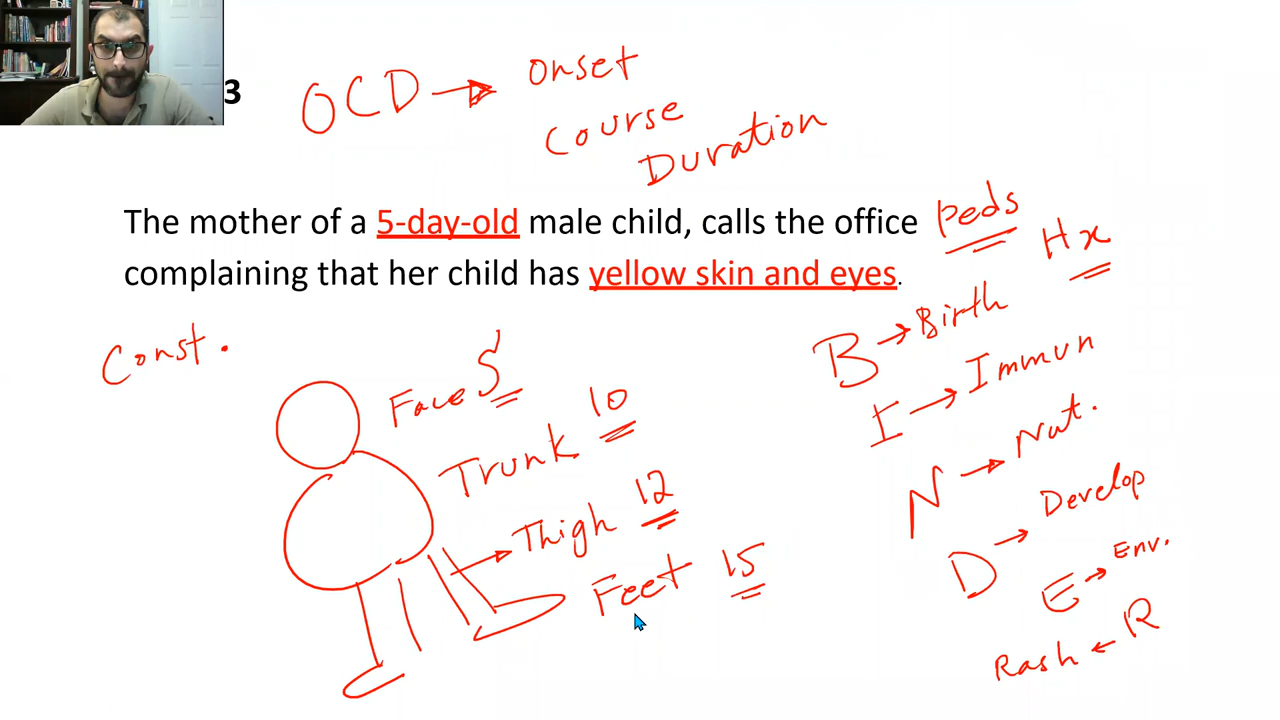 3
OCD → Onset
Course
Duration
The mother of a 5-day-old male child, calls the office
complaining that her child has yellow skin and eyes.
Peds
Hx
B → Birth
I → Immun
N → Nut.
D → Develop
E → Env.
Rash ← R
Const.
Face 5
Trunk 10
Thigh 12
Feet 15